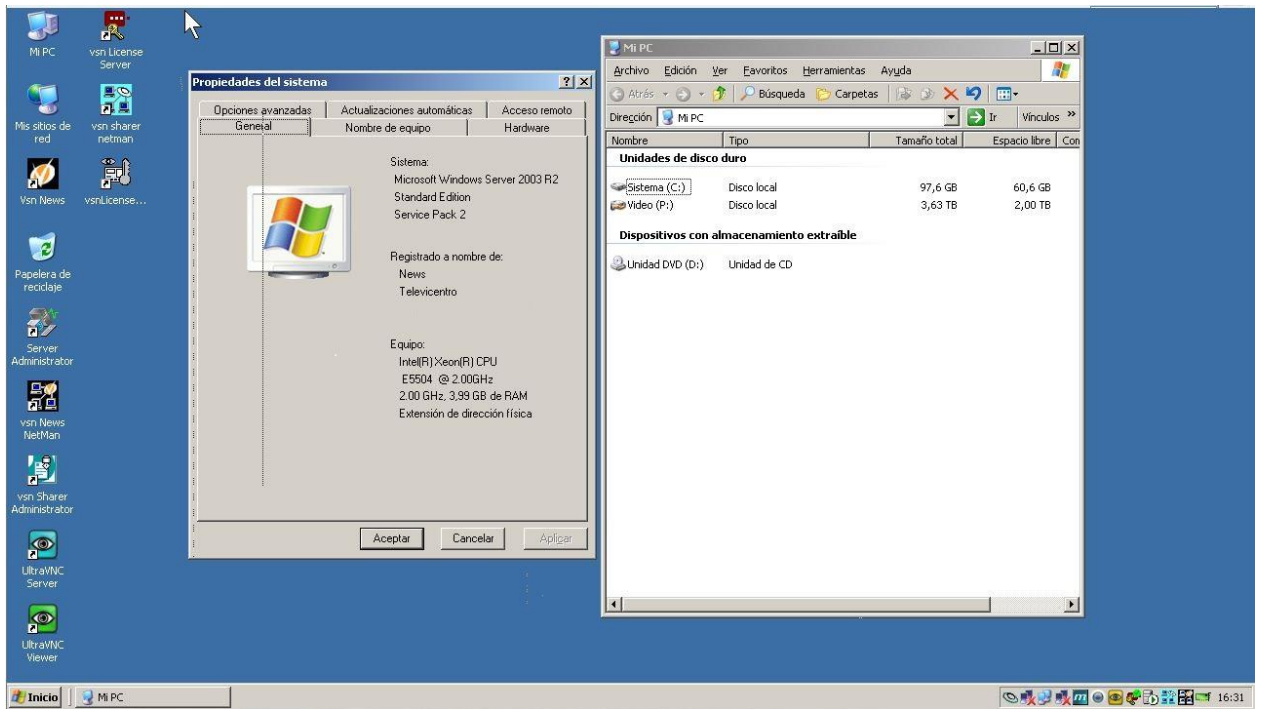 Mi PC
vsn License
Server
Mis sitios de
red
vsn sharer
netman
Vsn News
vsnLicense...
Papelera de
reciclaje
Server
Administrator
vsn News
NetMan
vsn Sharer
Administrator
UltraVNC
Server
UltraVNC
Viewer
Propiedades del sistema
Opciones avanzadas
Actualizaciones automáticas
Acceso remoto
General
Nombre de equipo
Hardware
Sistema:
Microsoft Windows Server 2003 R2
Standard Edition
Service Pack 2
Registrado a nombre de:
News
Televicentro
Equipo:
Intel(R) Xeon(R) CPU
E5504 @ 2.00GHz
2.00 GHz, 3,99 GB de RAM
Extensión de dirección física
Aceptar
Cancelar
Aplicar
Mi PC
Archivo Edición Ver Favoritos Herramientas Ayuda
Atrás Búsqueda Carpetas
Dirección Mi PC Ir Vínculos »
Nombre Tipo Tamaño total Espacio libre Con
Unidades de disco duro
Sistema (C:) Disco local 97,6 GB 60,6 GB
Video (P:) Disco local 3,63 TB 2,00 TB
Dispositivos con almacenamiento extraíble
Unidad DVD (D:) Unidad de CD
Inicio Mi PC 16:31